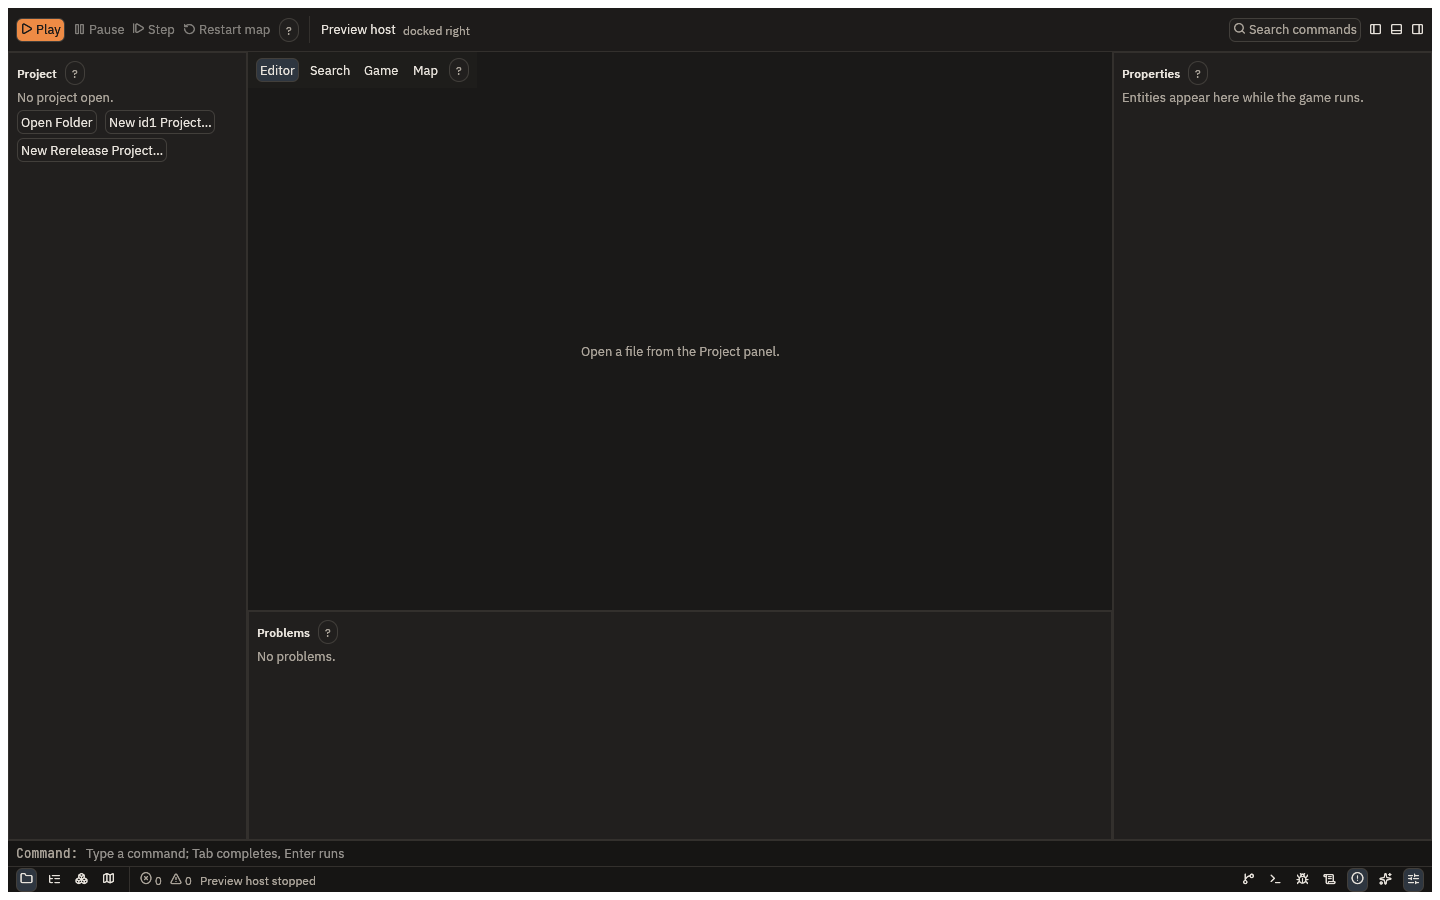 Play Pause Step Restart map ? Preview host docked right Search commands
Project ?
No project open.
Open Folder New id1 Project...
New Rerelease Project...
Editor Search Game Map ?
Open a file from the Project panel.
Properties ?
Entities appear here while the game runs.
Problems ?
No problems.
Command: Type a command; Tab completes, Enter runs
0 0 Preview host stopped